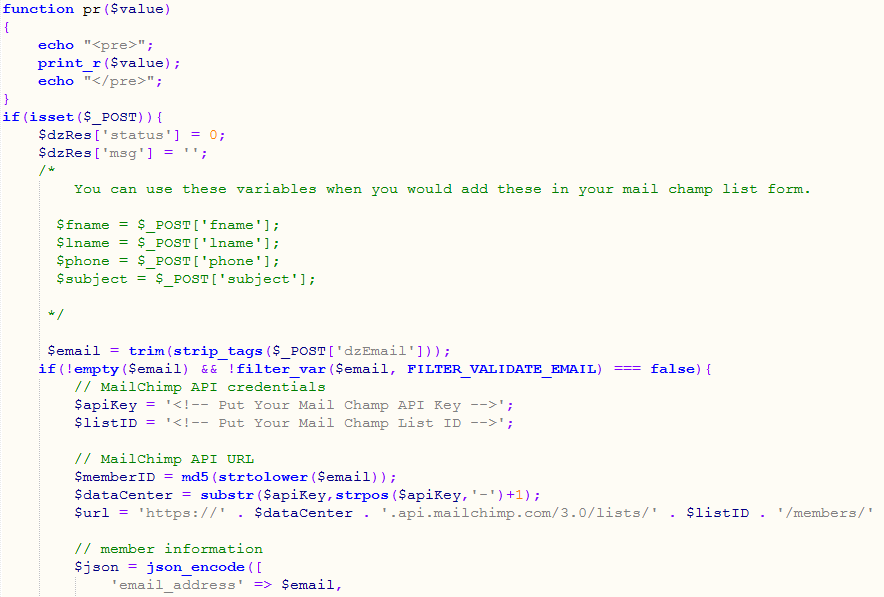 function pr($value)
{
echo "<pre>";
print_r($value);
echo "</pre>";
}
if(isset($_POST)){
$dzRes['status'] = 0;
$dzRes['msg'] = '';
/*
You can use these variables when you would add these in your mail champ list form.
$fname = $_POST['fname'];
$lname = $_POST['lname'];
$phone = $_POST['phone'];
$subject = $_POST['subject'];
*/
$email = trim(strip_tags($_POST['dzEmail']));
if(!empty($email) && !filter_var($email, FILTER_VALIDATE_EMAIL) === false){
// MailChimp API credentials
$apiKey = '<!-- Put Your Mail Champ API Key -->';
$listID = '<!-- Put Your Mail Champ List ID -->';
// MailChimp API URL
$memberID = md5(strtolower($email));
$dataCenter = substr($apiKey,strpos($apiKey,'-')+1);
$url = 'https://' . $dataCenter . '.api.mailchimp.com/3.0/lists/' . $listID . '/members/'
// member information
$json = json_encode([
'email_address' => $email,